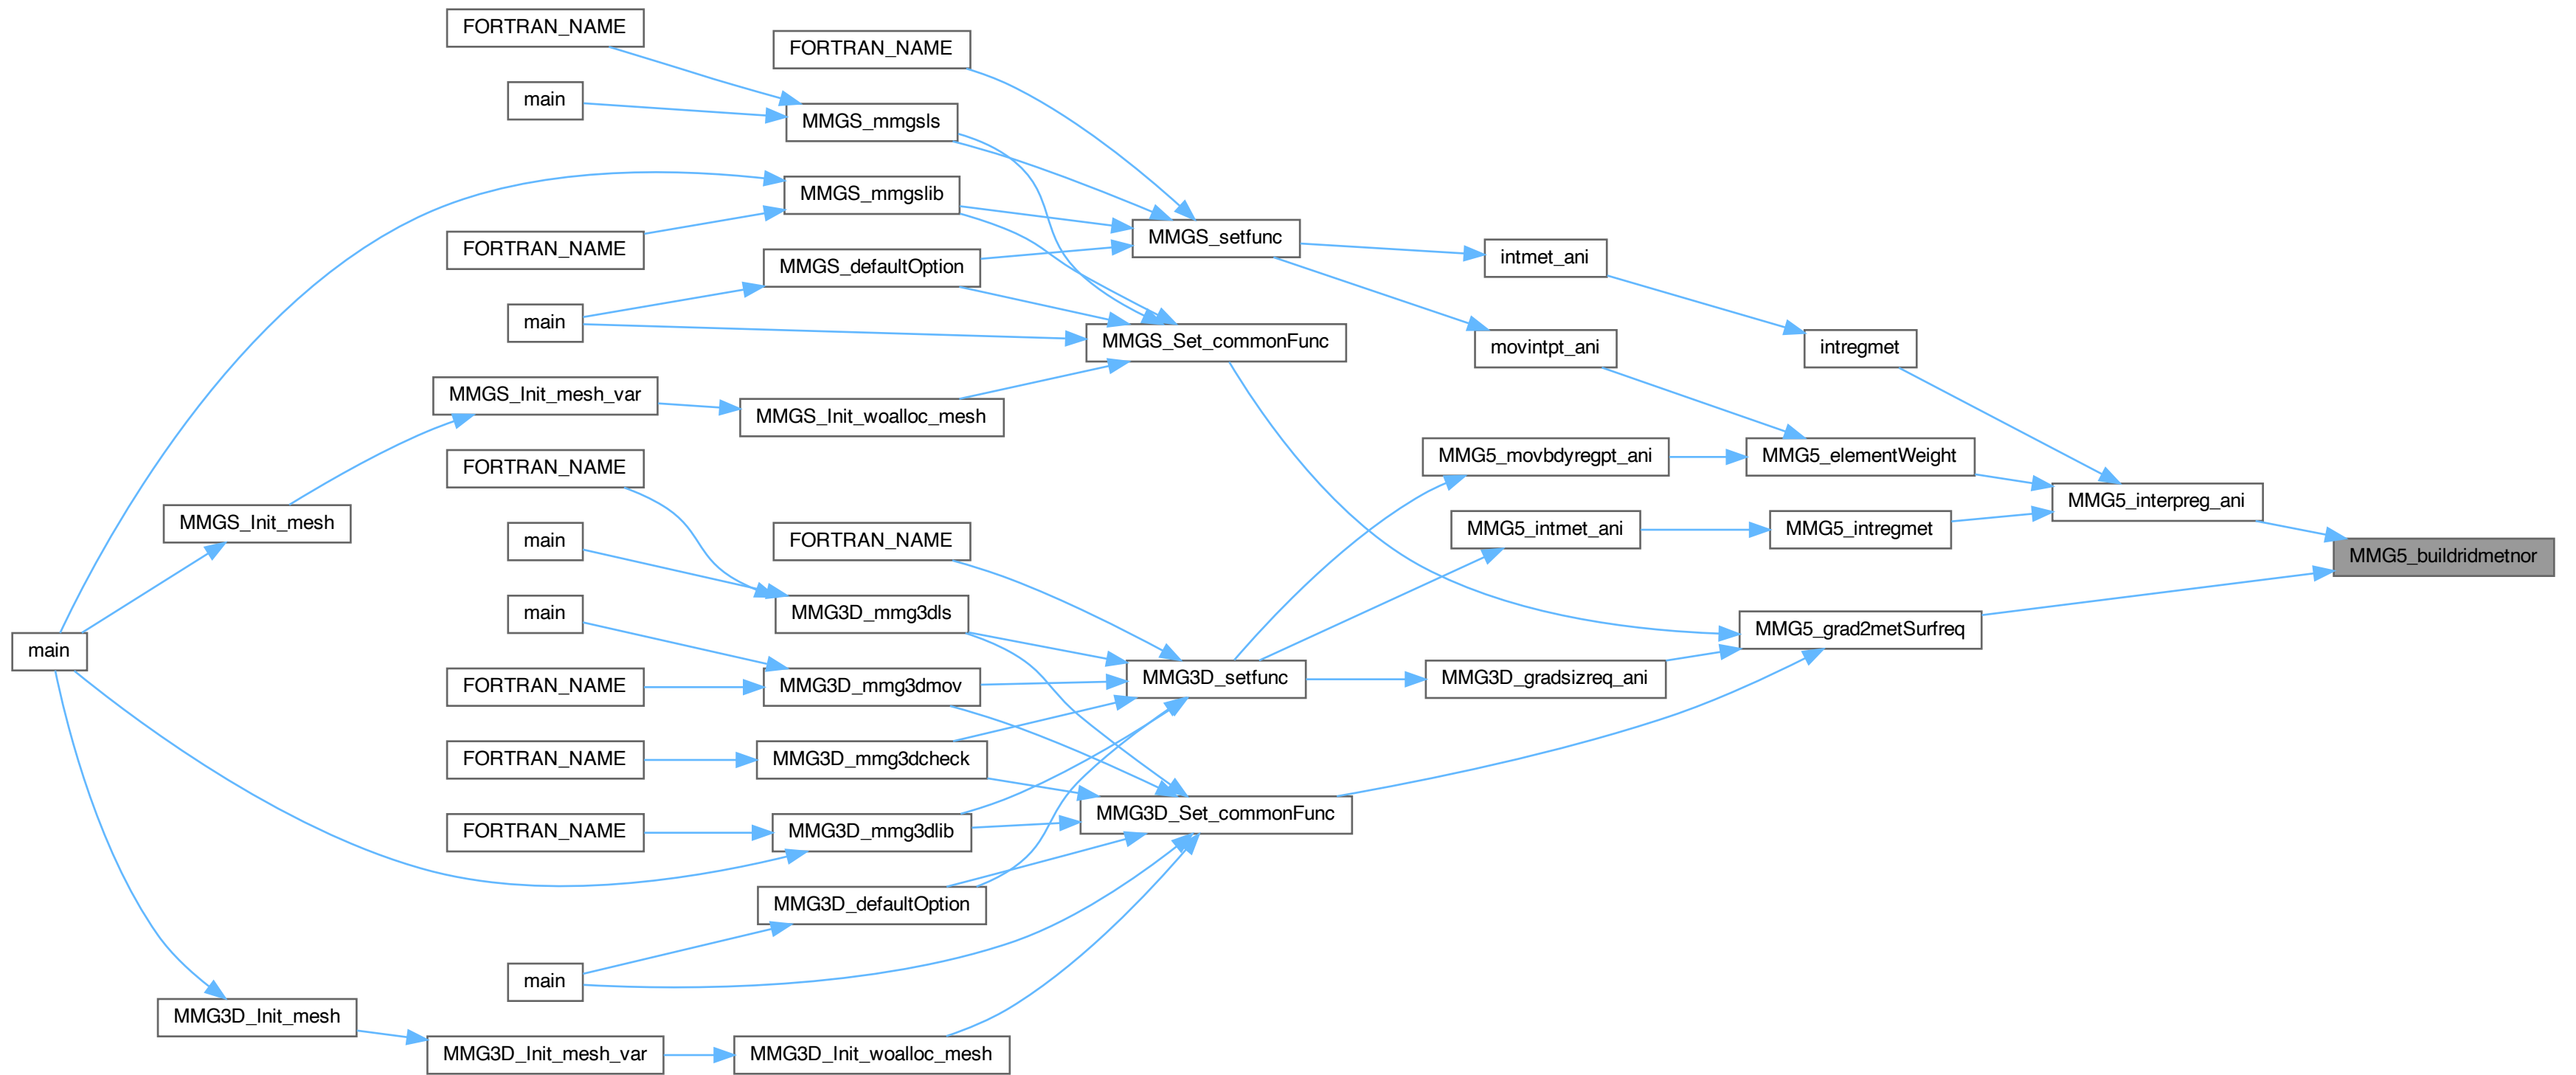 FORTRAN_NAME
FORTRAN_NAME
main
MMGS_mmgsls
MMGS_mmgslib
FORTRAN_NAME
MMGS_setfunc
intmet_ani
MMGS_defaultOption
main
MMGS_Set_commonFunc
movintpt_ani
intregmet
MMGS_Init_mesh_var
MMGS_Init_woalloc_mesh
FORTRAN_NAME
MMG5_movbdyregpt_ani
MMG5_elementWeight
MMG5_interpreg_ani
MMGS_Init_mesh
main
FORTRAN_NAME
MMG5_intmet_ani
MMG5_intregmet
MMG5_buildridmetnor
main
MMG3D_mmg3dls
MMG5_grad2metSurfreq
main
FORTRAN_NAME
MMG3D_mmg3dmov
MMG3D_setfunc
MMG3D_gradsizreq_ani
FORTRAN_NAME
MMG3D_mmg3dcheck
MMG3D_Set_commonFunc
FORTRAN_NAME
MMG3D_mmg3dlib
MMG3D_defaultOption
main
MMG3D_Init_mesh
MMG3D_Init_mesh_var
MMG3D_Init_woalloc_mesh